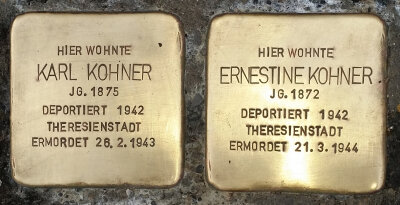 HIER WOHNTE
KARL KOHNER
JG. 1875
DEPORTIERT 1942
THERESIENSTADT
ERMORDET 26.2.1943
HIER WOHNTE
ERNESTINE KOHNER
JG. 1872
DEPORTIERT 1942
THERESIENSTADT
ERMORDET 21.3.1944